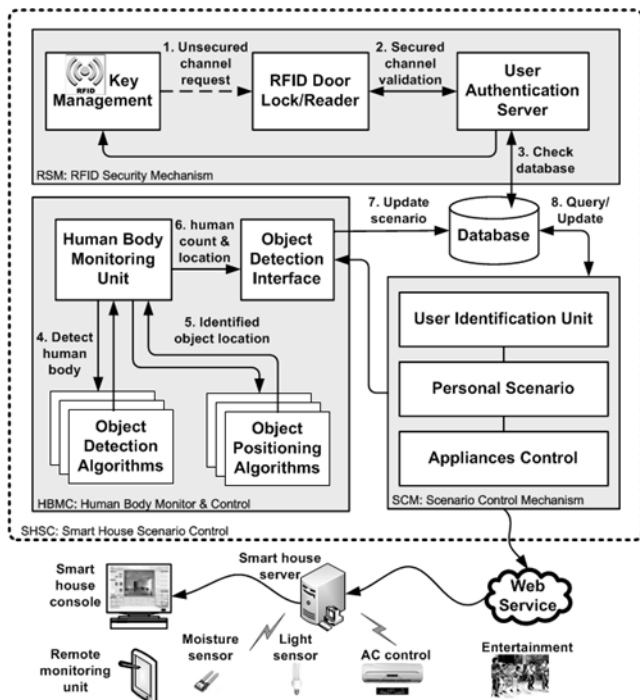 1. Unsecured
channel
request
2. Secured
channel
validation
RFID
Key
Management
RFID Door
Lock/Reader
User
Authentication
Server
RSM: RFID Security Mechanism
3. Check
database
7. Update
scenario
8. Query/
Update
Database
Human Body
Monitoring
Unit
6. human
count &
location
Object
Detection
Interface
4. Detect
human
body
5. Identified
object location
Object
Detection
Algorithms
Object
Positioning
Algorithms
HBMC: Human Body Monitor & Control
User Identification Unit
Personal Scenario
Appliances Control
SCM: Scenario Control Mechanism
SHSC: Smart House Scenario Control
Smart
house
console
Smart house
server
Web
Service
Remote
monitoring
unit
Moisture
sensor
Light
sensor
AC control
Entertainment